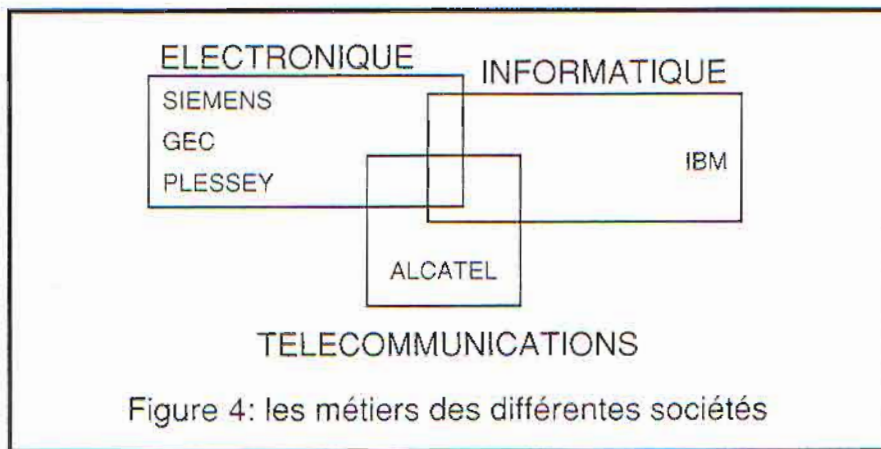 ELECTRONIQUE
INFORMATIQUE
SIEMENS
GEC
PLESSEY
IBM
ALCATEL
TELECOMMUNICATIONS
Figure 4: les métiers des différentes sociétés